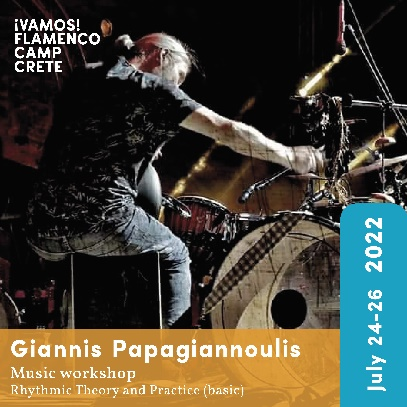 ¡VAMOS!
FLAMENCO
CAMP
CRETE
July 24-26 2022
Giannis Papagiannoulis
Music workshop
Rhythmic Theory and Practice (basic)